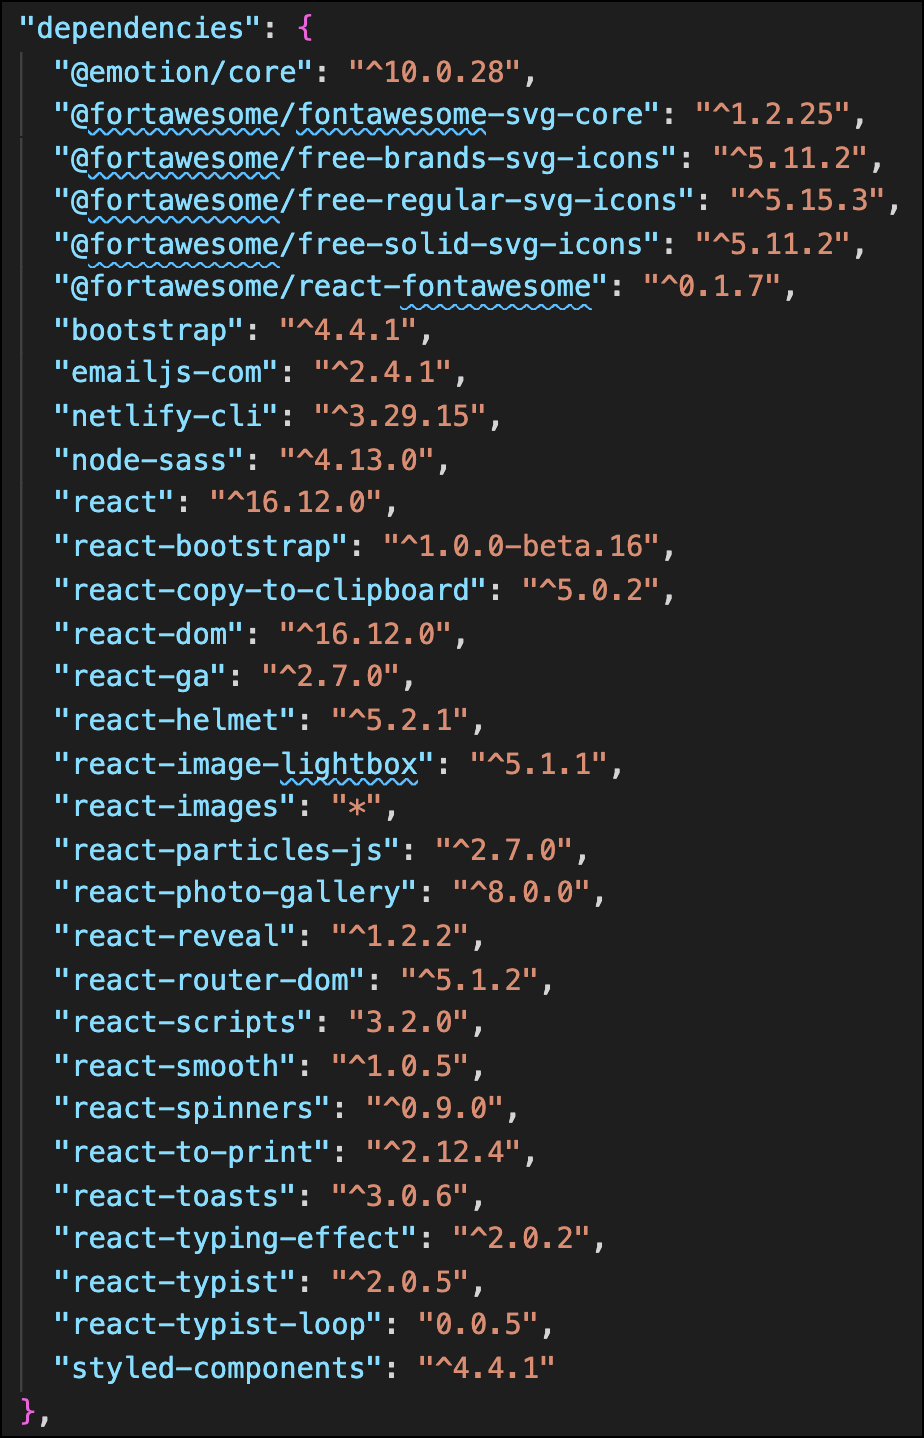 "dependencies": {
"@emotion/core": "^10.0.28",
"@fortawesome/fontawesome-svg-core": "^1.2.25",
"@fortawesome/free-brands-svg-icons": "^5.11.2",
"@fortawesome/free-regular-svg-icons": "^5.15.3",
"@fortawesome/free-solid-svg-icons": "^5.11.2",
"@fortawesome/react-fontawesome": "^0.1.7",
"bootstrap": "^4.4.1",
"emailjs-com": "^2.4.1",
"netlify-cli": "^3.29.15",
"node-sass": "^4.13.0",
"react": "^16.12.0",
"react-bootstrap": "^1.0.0-beta.16",
"react-copy-to-clipboard": "^5.0.2",
"react-dom": "^16.12.0",
"react-ga": "^2.7.0",
"react-helmet": "^5.2.1",
"react-image-lightbox": "^5.1.1",
"react-images": "*",
"react-particles-js": "^2.7.0",
"react-photo-gallery": "^8.0.0",
"react-reveal": "^1.2.2",
"react-router-dom": "^5.1.2",
"react-scripts": "3.2.0",
"react-smooth": "^1.0.5",
"react-spinners": "^0.9.0",
"react-to-print": "^2.12.4",
"react-toasts": "^3.0.6",
"react-typing-effect": "^2.0.2",
"react-typist": "^2.0.5",
"react-typist-loop": "0.0.5",
"styled-components": "^4.4.1"
},